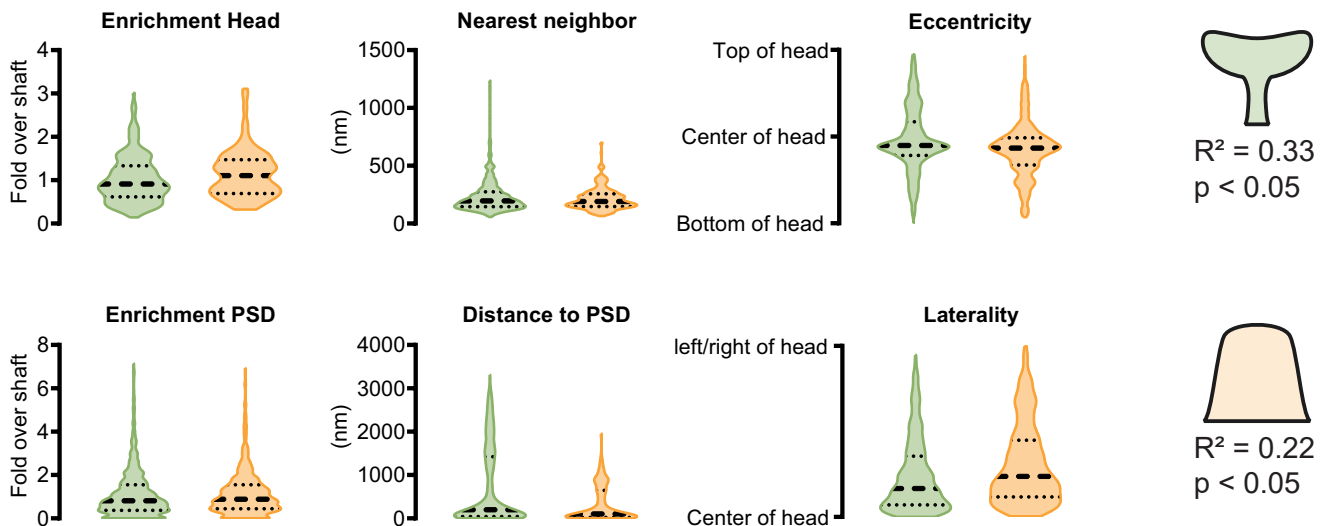 Enrichment Head
Fold over shaft
4
3
2
1
0
Nearest neighbor
(nm)
1500
1000
500
0
Eccentricity
Top of head
Center of head
Bottom of head
R² = 0.33
p < 0.05
Enrichment PSD
Fold over shaft
8
6
4
2
0
Distance to PSD
(nm)
4000
3000
2000
1000
0
Laterality
left/right of head
Center of head
R² = 0.22
p < 0.05